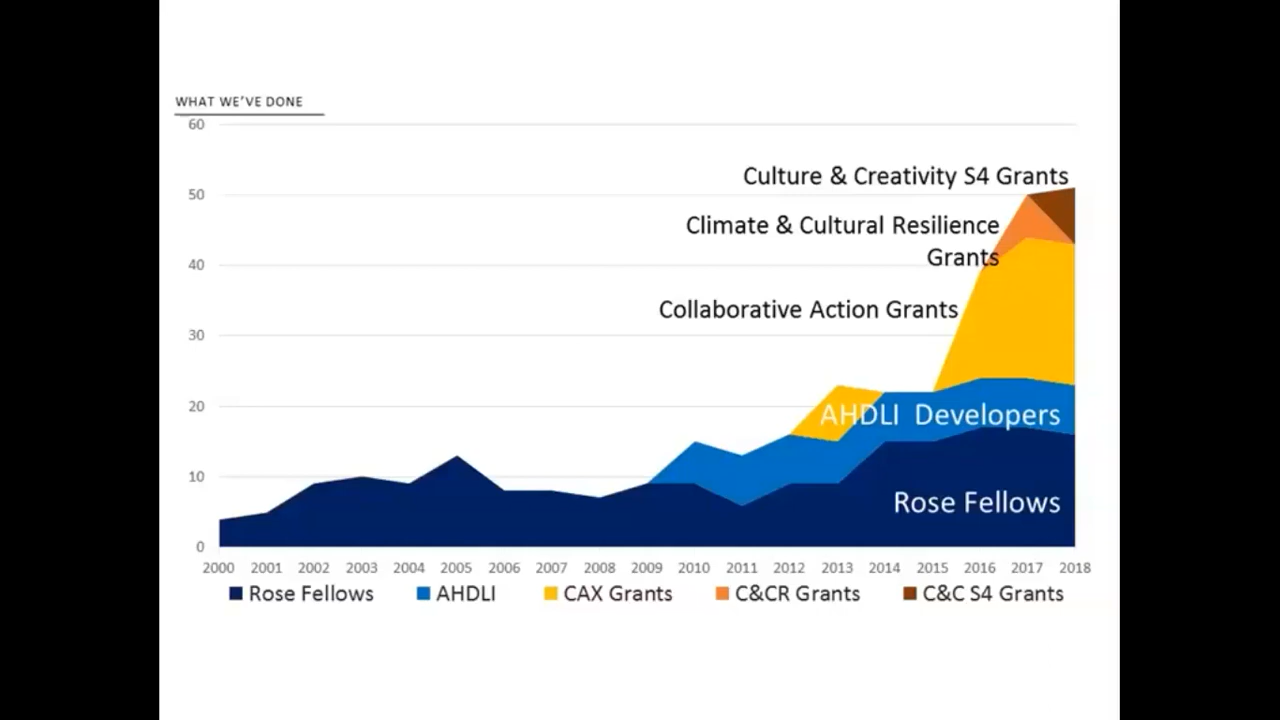 WHAT WE'VE DONE
60
Culture & Creativity S4 Grants
50
Climate & Cultural Resilience
Grants
40
Collaborative Action Grants
30
20
AHDLI  Developers
10
Rose Fellows
0
2000 2001 2002 2003 2004 2005 2006 2007 2008 2009 2010 2011 2012 2013 2014 2015 2016 2017 2018
Rose Fellows AHDLI CAX Grants C&CR Grants C&C S4 Grants